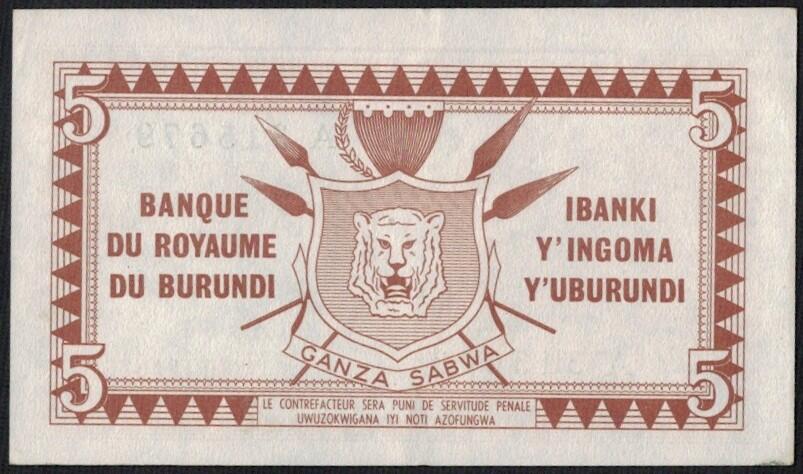 5
5
BANQUE
DU ROYAUME
DU BURUNDI
IBANKI
Y'INGOMA
Y'UBURUNDI
GANZA SABWA
5
5
LE CONTREFACTEUR SERA PUNI DE SERVITUDE PENALE
UWUZOKWIGANA IYI NOTI AZOFUNGWA